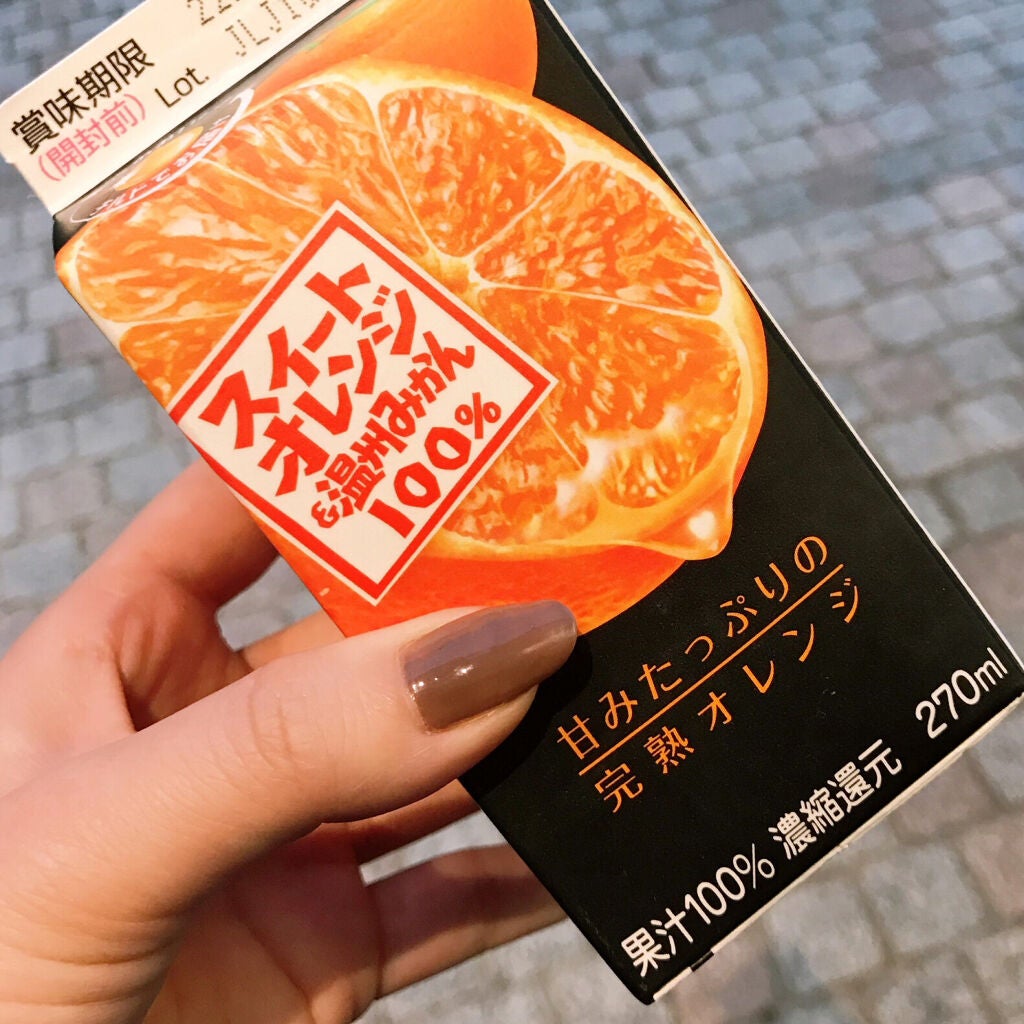 賞味期限
(開封前) Lot.
スイート
オレンジ
&温州みかん
100%
甘みたっぷりの
完熟オレンジ
果汁100% 濃縮還元 270ml